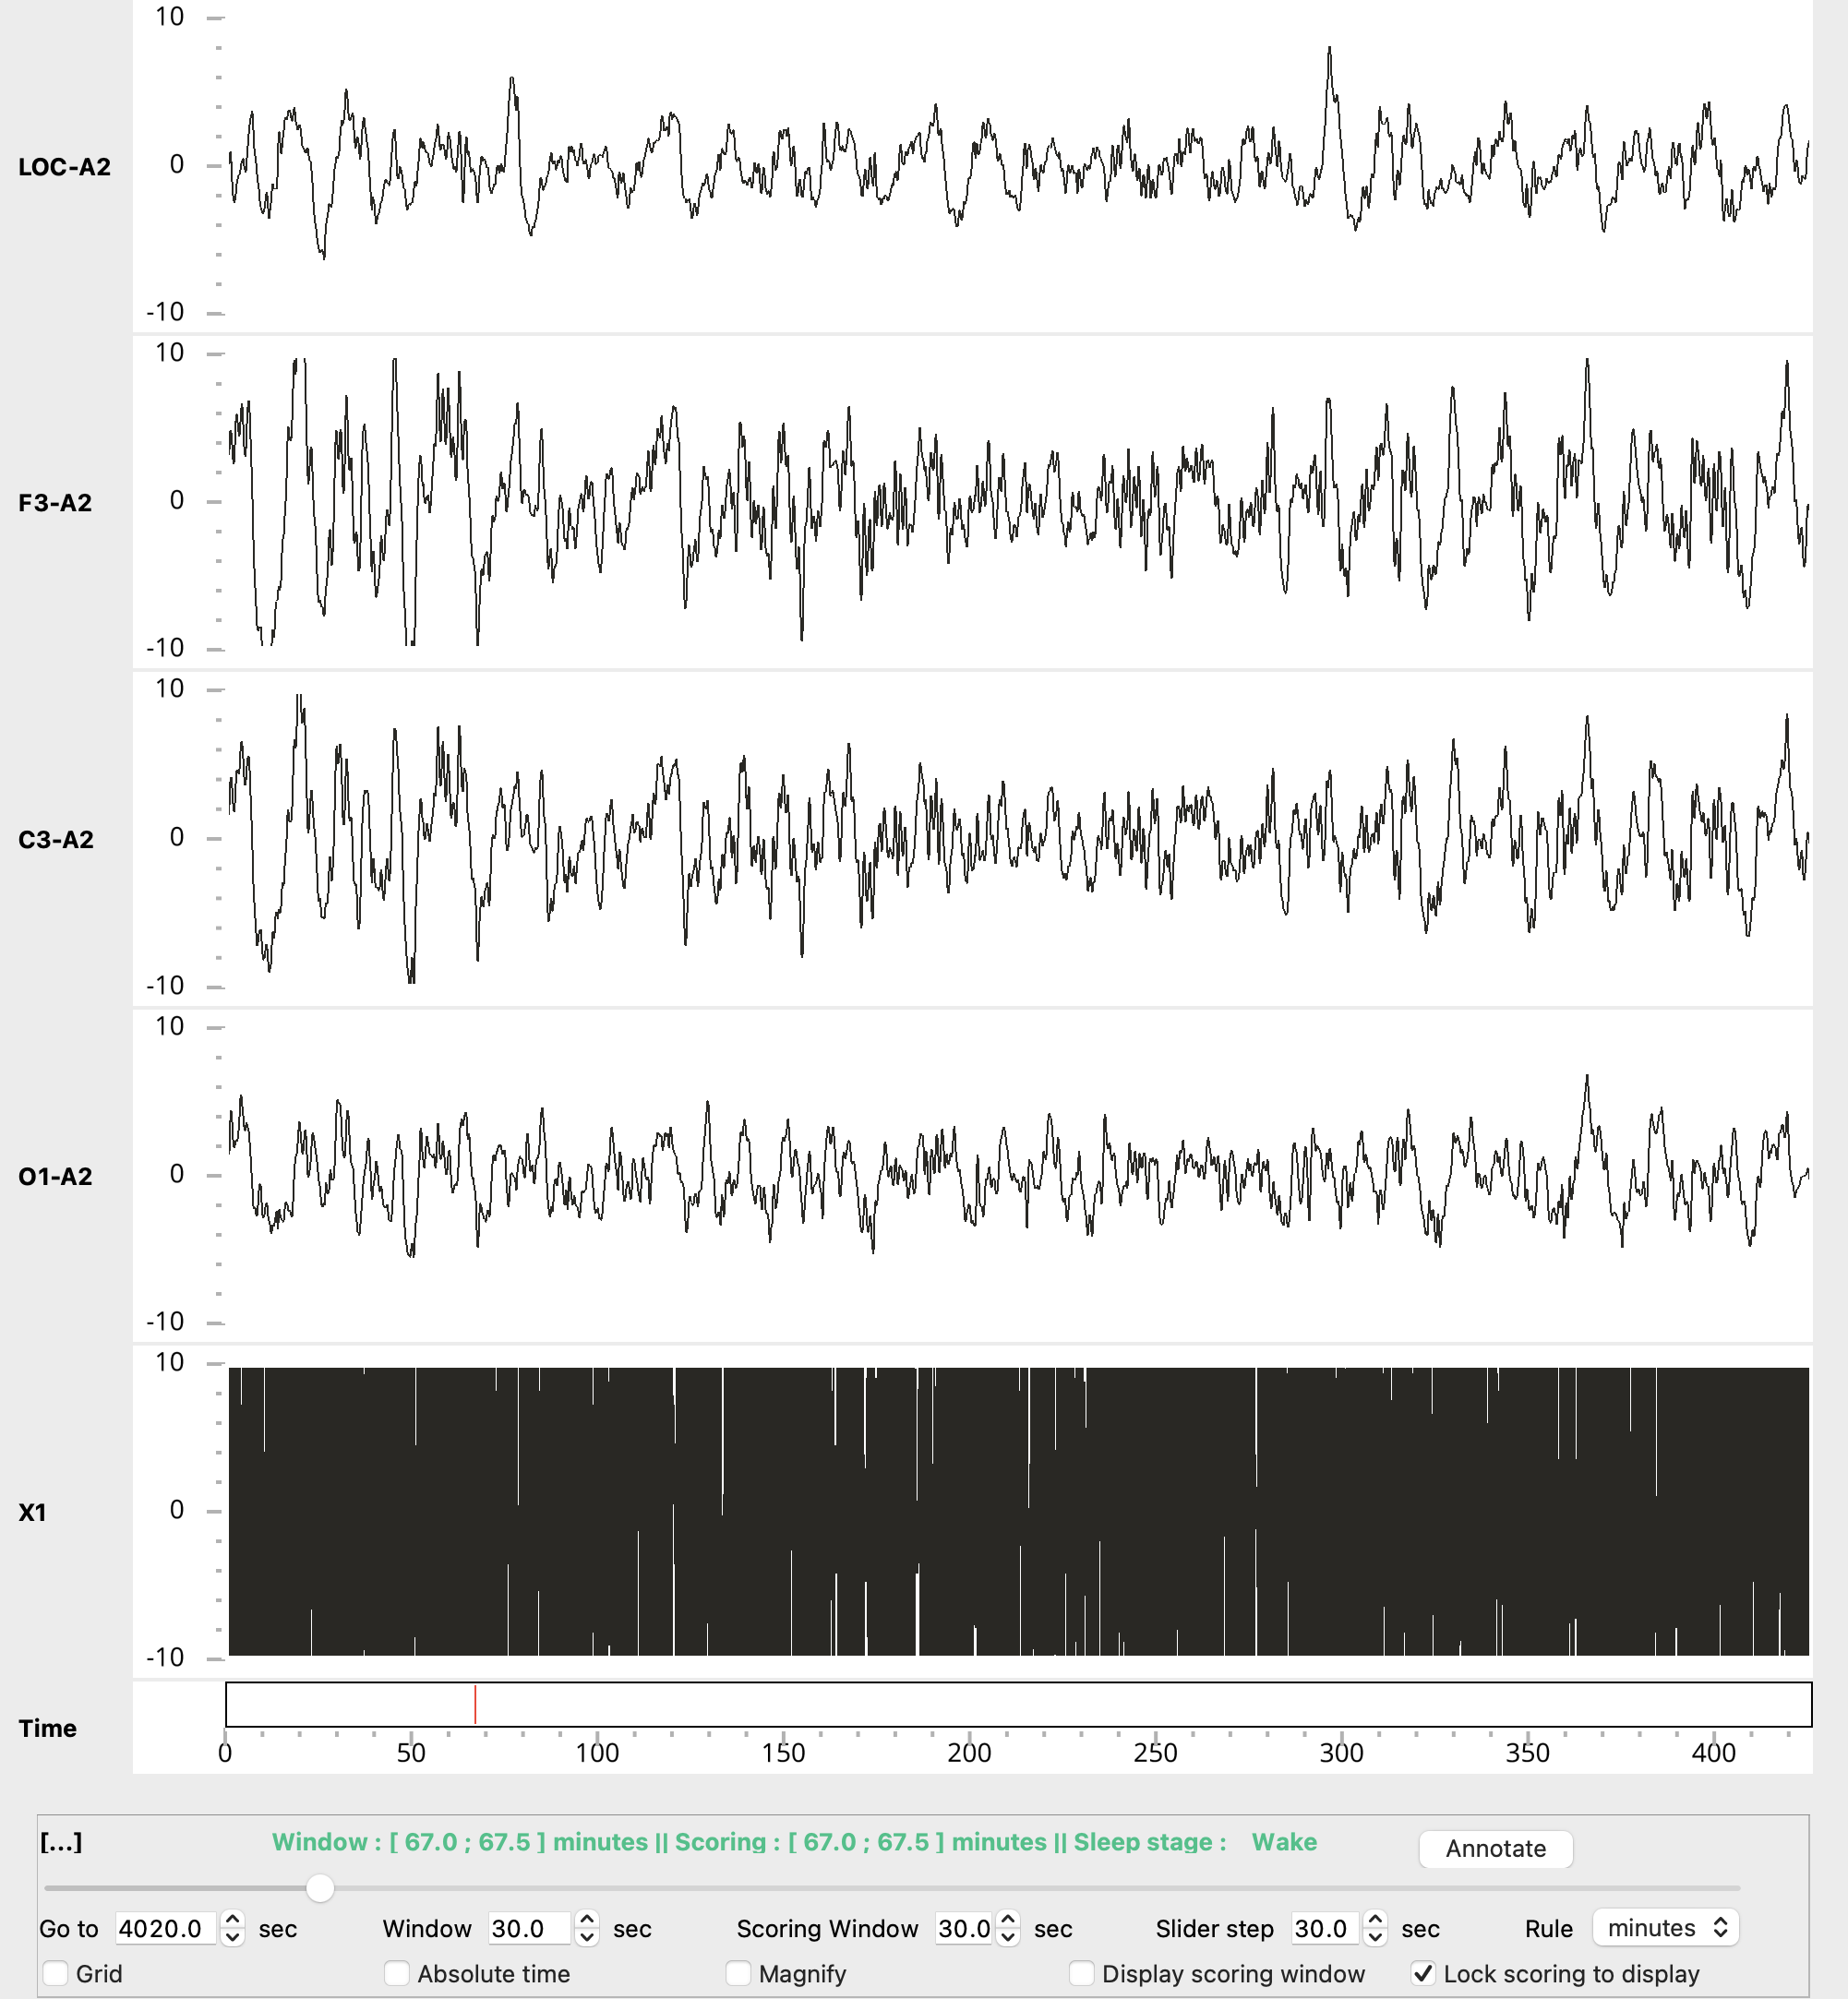 10
LOC-A2
0
-10
10
F3-A2
0
-10
10
C3-A2
0
-10
10
O1-A2
0
-10
10
X1
0
-10
Time
0 50 100 150 200 250 300 350 400
[...] Window : [ 67.0 ; 67.5 ] minutes || Scoring : [ 67.0 ; 67.5 ] minutes || Sleep stage : Wake Annotate
Go to 4020.0 sec Window 30.0 sec Scoring Window 30.0 sec Slider step 30.0 sec Rule minutes
Grid Absolute time Magnify Display scoring window Lock scoring to display